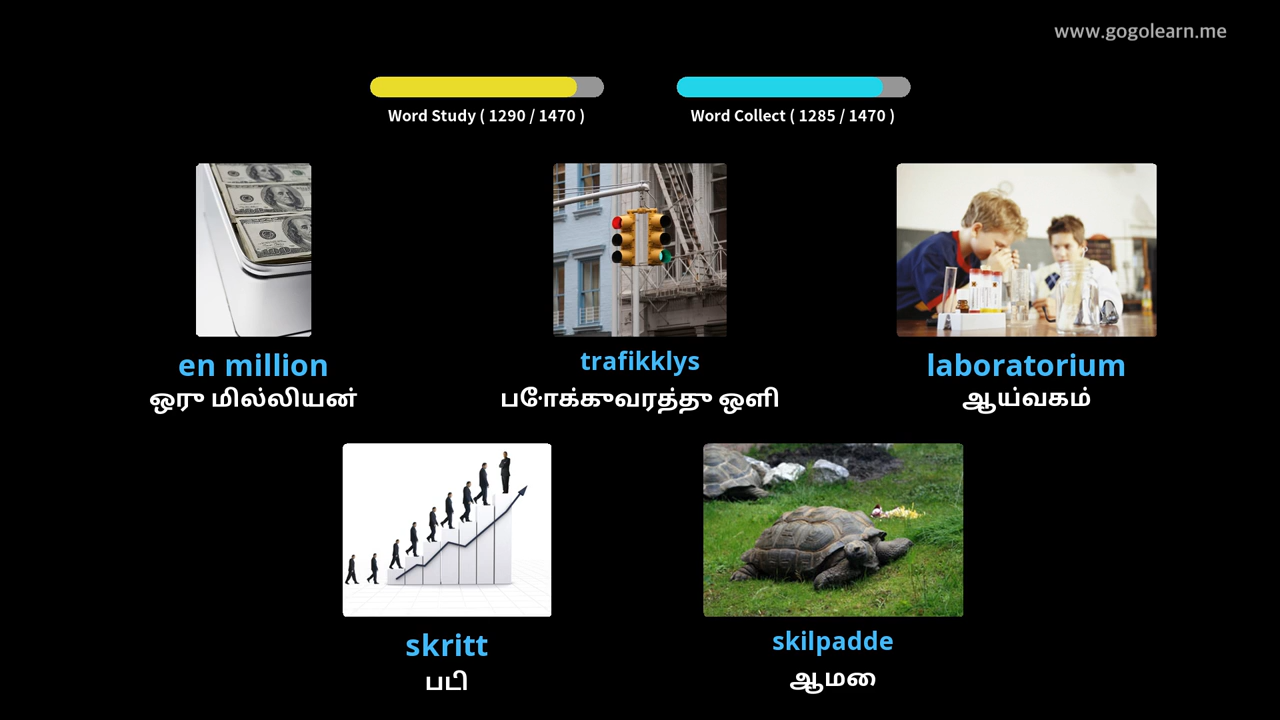 www.gogolearn.me
Word Study ( 1290 / 1470 )
Word Collect ( 1285 / 1470 )
en million
ஒரு மில்லியன்
trafikklys
போக்குவரத்து ஒளி
laboratorium
ஆய்வகம்
skritt
படி
skilpadde
ஆமை